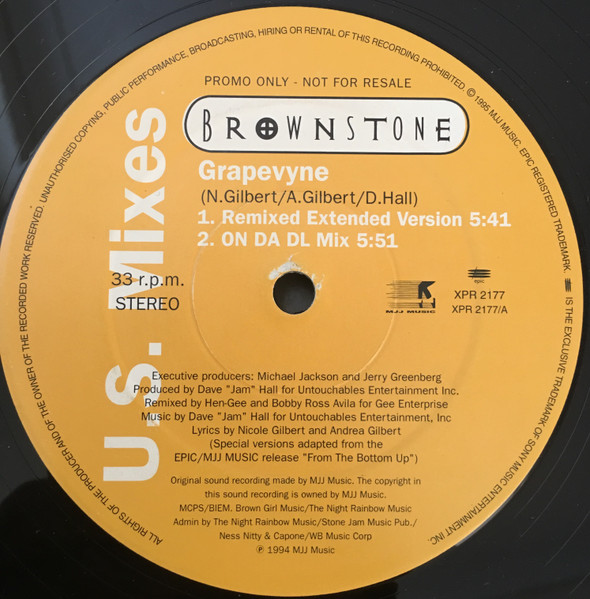 ALL RIGHTS OF THE PRODUCER AND OF THE OWNER OF THE RECORDED WORK RESERVED. UNAUTHORISED COPYING, PUBLIC PERFORMANCE, BROADCASTING, HIRING OR RENTAL OF THIS RECORDING PROHIBITED. © 1995 MJJ MUSIC. EPIC REGISTERED TRADEMARK. IS THE EXCLUSIVE TRADEMARK OF SONY MUSIC ENTERTAINMENT INC.
PROMO ONLY - NOT FOR RESALE
BROWNSTONE
U.S. Mixes
Grapevyne
(N.Gilbert/A.Gilbert/D.Hall)
1. Remixed Extended Version 5:41
2. ON DA DL Mix 5:51
33 r.p.m.
STEREO
MJJ MUSIC
epic
XPR 2177
XPR 2177/A
Executive producers: Michael Jackson and Jerry Greenberg
Produced by Dave "Jam" Hall for Untouchables Entertainment Inc.
Remixed by Hen-Gee and Bobby Ross Avila for Gee Enterprise
Music by Dave "Jam" Hall for Untouchables Entertainment, Inc
Lyrics by Nicole Gilbert and Andrea Gilbert
(Special versions adapted from the
EPIC/MJJ MUSIC release "From The Bottom Up")
Original sound recording made by MJJ Music. The copyright in
this sound recording is owned by MJJ Music.
MCPS/BIEM. Brown Girl Music/The Night Rainbow Music
Admin by The Night Rainbow Music/Stone Jam Music Pub./
Ness Nitty & Capone/WB Music Corp
℗ 1994 MJJ Music